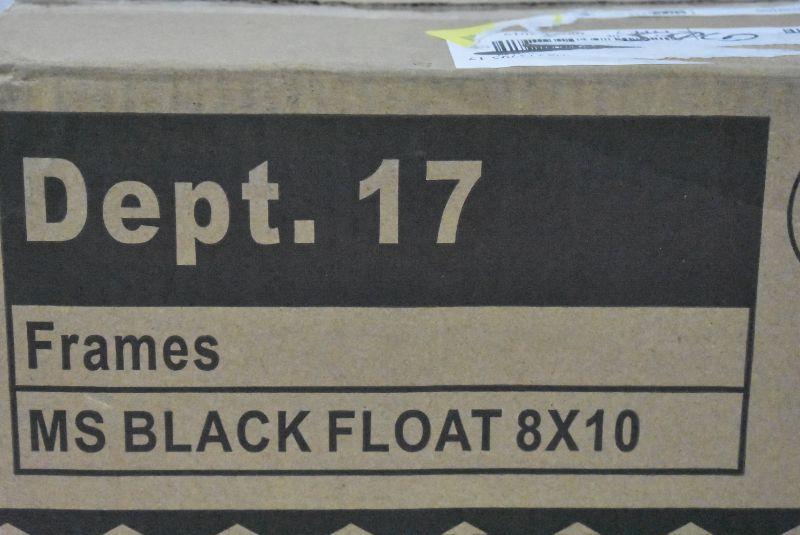 Dept. 17
Frames
MS BLACK FLOAT 8X10